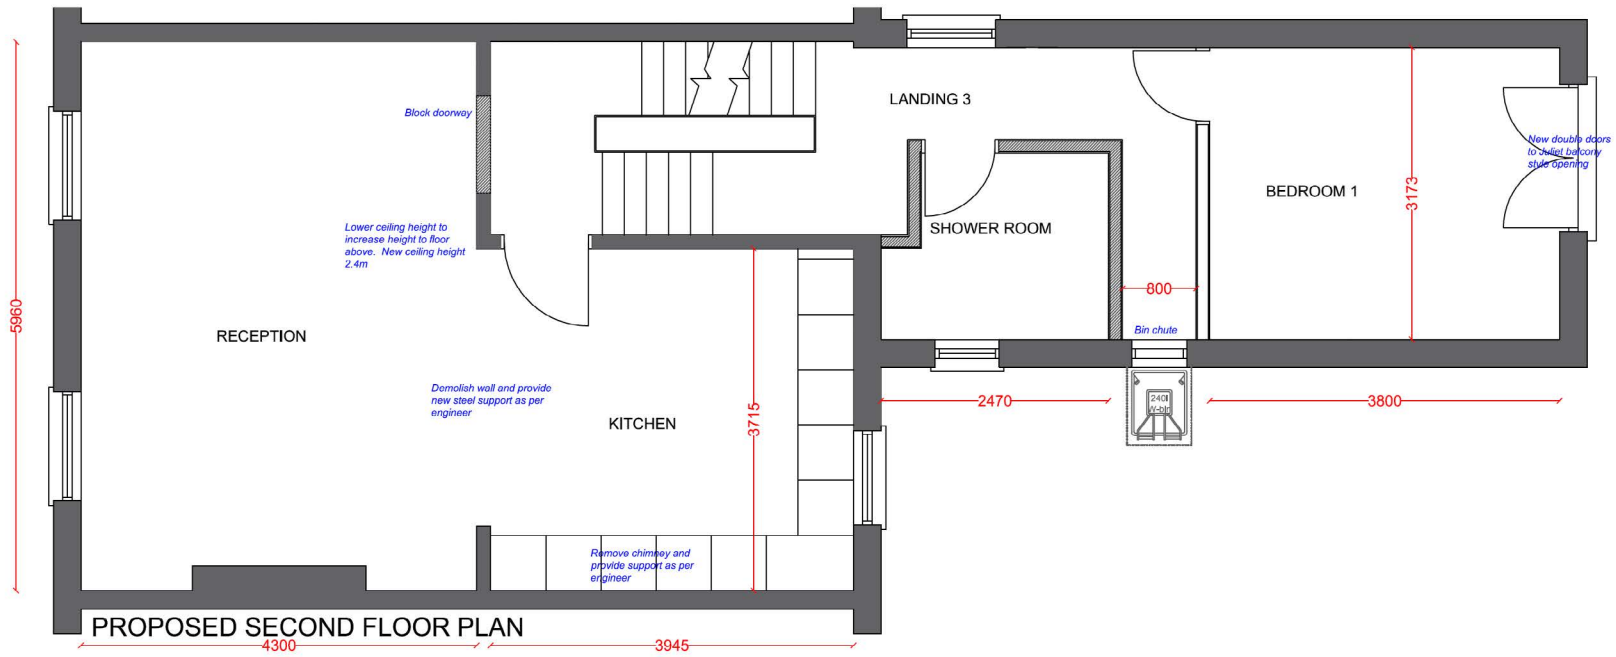 LANDING 3
Block doorway
New double doors
to Juliet balcony
style opening
BEDROOM 1
3173
SHOWER ROOM
Lower ceiling height to
increase height to floor
above. New ceiling height
2.4m
800
5960
RECEPTION
Bin chute
Demolish wall and provide
new steel support as per
engineer
KITCHEN
3715
2470
240l
W-bin
3800
Remove chimney and
provide support as per
engineer
PROPOSED SECOND FLOOR PLAN
4300
3945